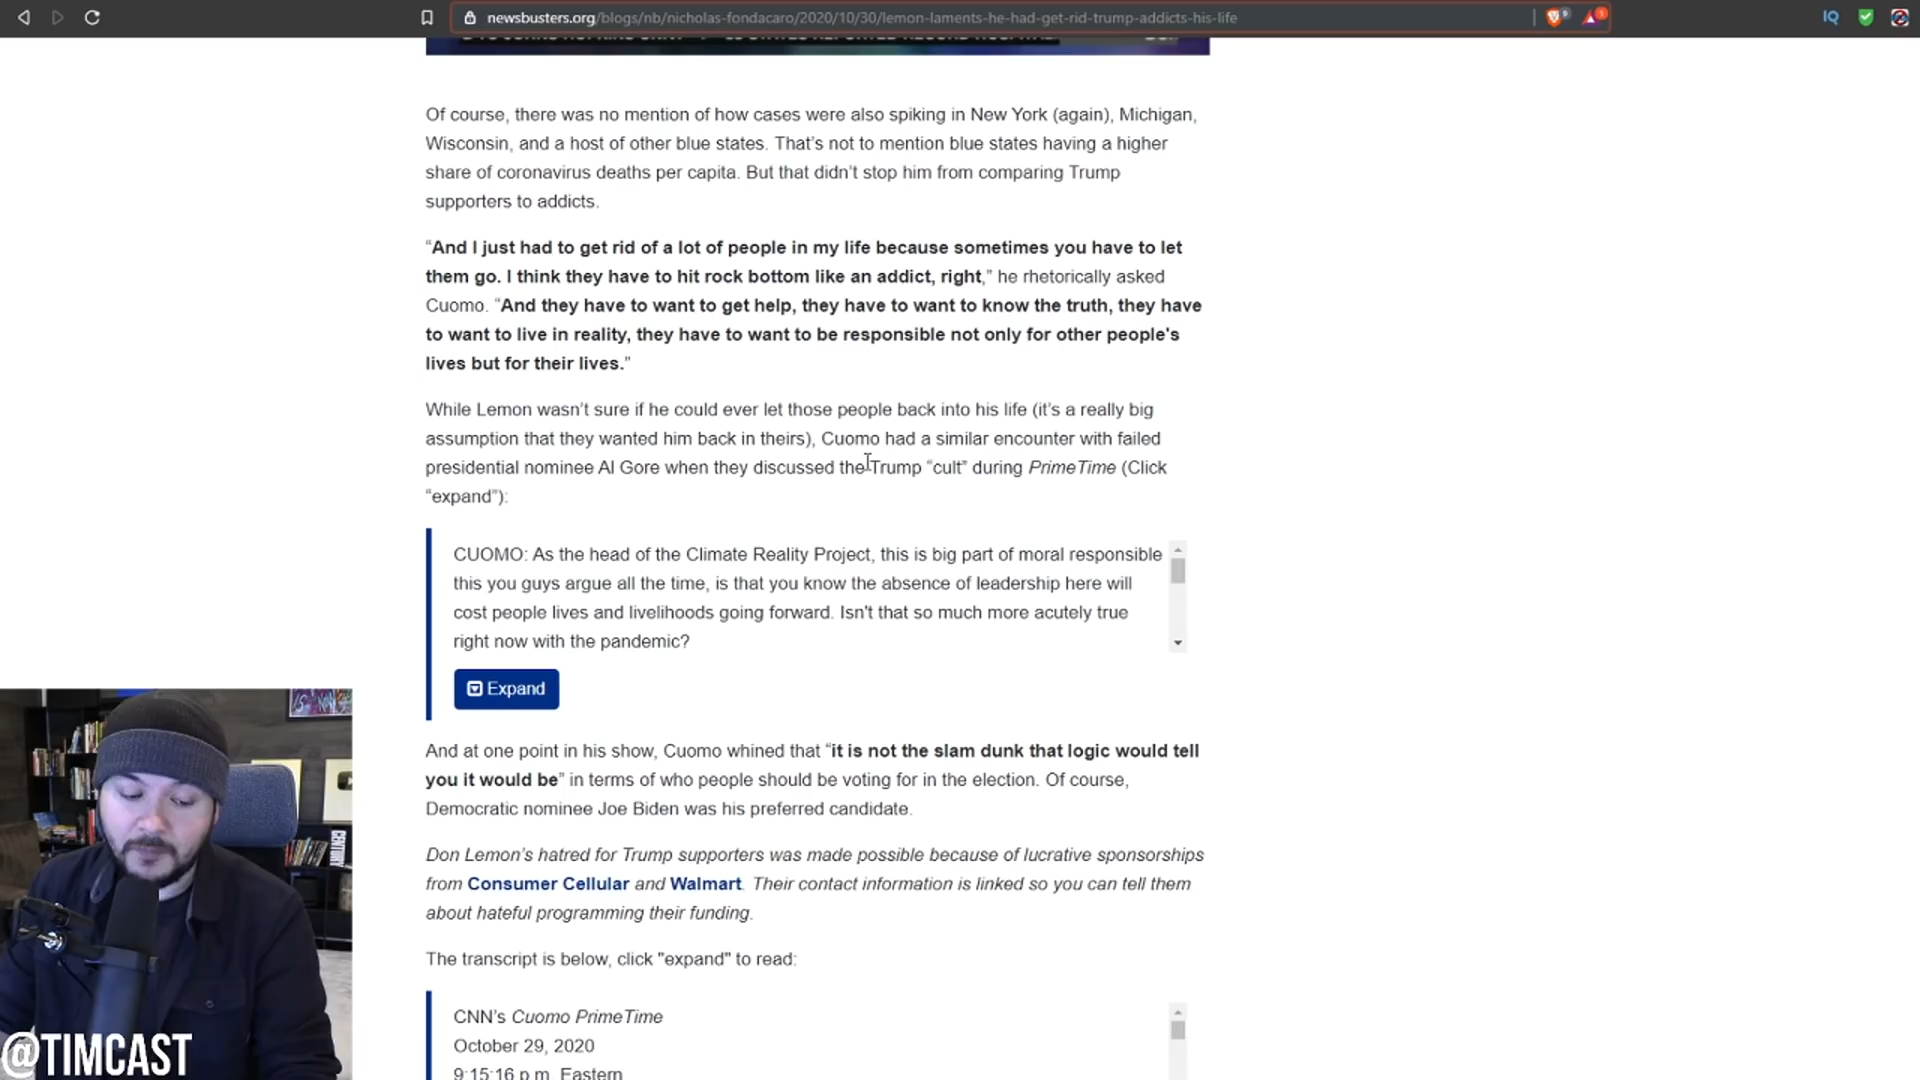 newsbusters.org/blogs/nb/nicholas-fondacaro/2020/10/30/lemon-laments-he-had-get-rid-trump-addicts-his-life
IQ
Of course, there was no mention of how cases were also spiking in New York (again), Michigan,
Wisconsin, and a host of other blue states. That’s not to mention blue states having a higher
share of coronavirus deaths per capita. But that didn’t stop him from comparing Trump
supporters to addicts.
“And I just had to get rid of a lot of people in my life because sometimes you have to let
them go. I think they have to hit rock bottom like an addict, right,” he rhetorically asked
Cuomo. “And they have to want to get help, they have to want to know the truth, they have
to want to live in reality, they have to want to be responsible not only for other people's
lives but for their lives.”
While Lemon wasn’t sure if he could ever let those people back into his life (it’s a really big
assumption that they wanted him back in theirs), Cuomo had a similar encounter with failed
presidential nominee Al Gore when they discussed the Trump “cult” during PrimeTime (Click
“expand”):
CUOMO: As the head of the Climate Reality Project, this is big part of moral responsible
this you guys argue all the time, is that you know the absence of leadership here will
cost people lives and livelihoods going forward. Isn't that so much more acutely true
right now with the pandemic?
Expand
And at one point in his show, Cuomo whined that “it is not the slam dunk that logic would tell
you it would be” in terms of who people should be voting for in the election. Of course,
Democratic nominee Joe Biden was his preferred candidate.
Don Lemon’s hatred for Trump supporters was made possible because of lucrative sponsorships
from Consumer Cellular and Walmart. Their contact information is linked so you can tell them
about hateful programming their funding.
The transcript is below, click "expand" to read:
CNN’s Cuomo PrimeTime
October 29, 2020
9:15:16 p.m. Eastern
@TIMCAST